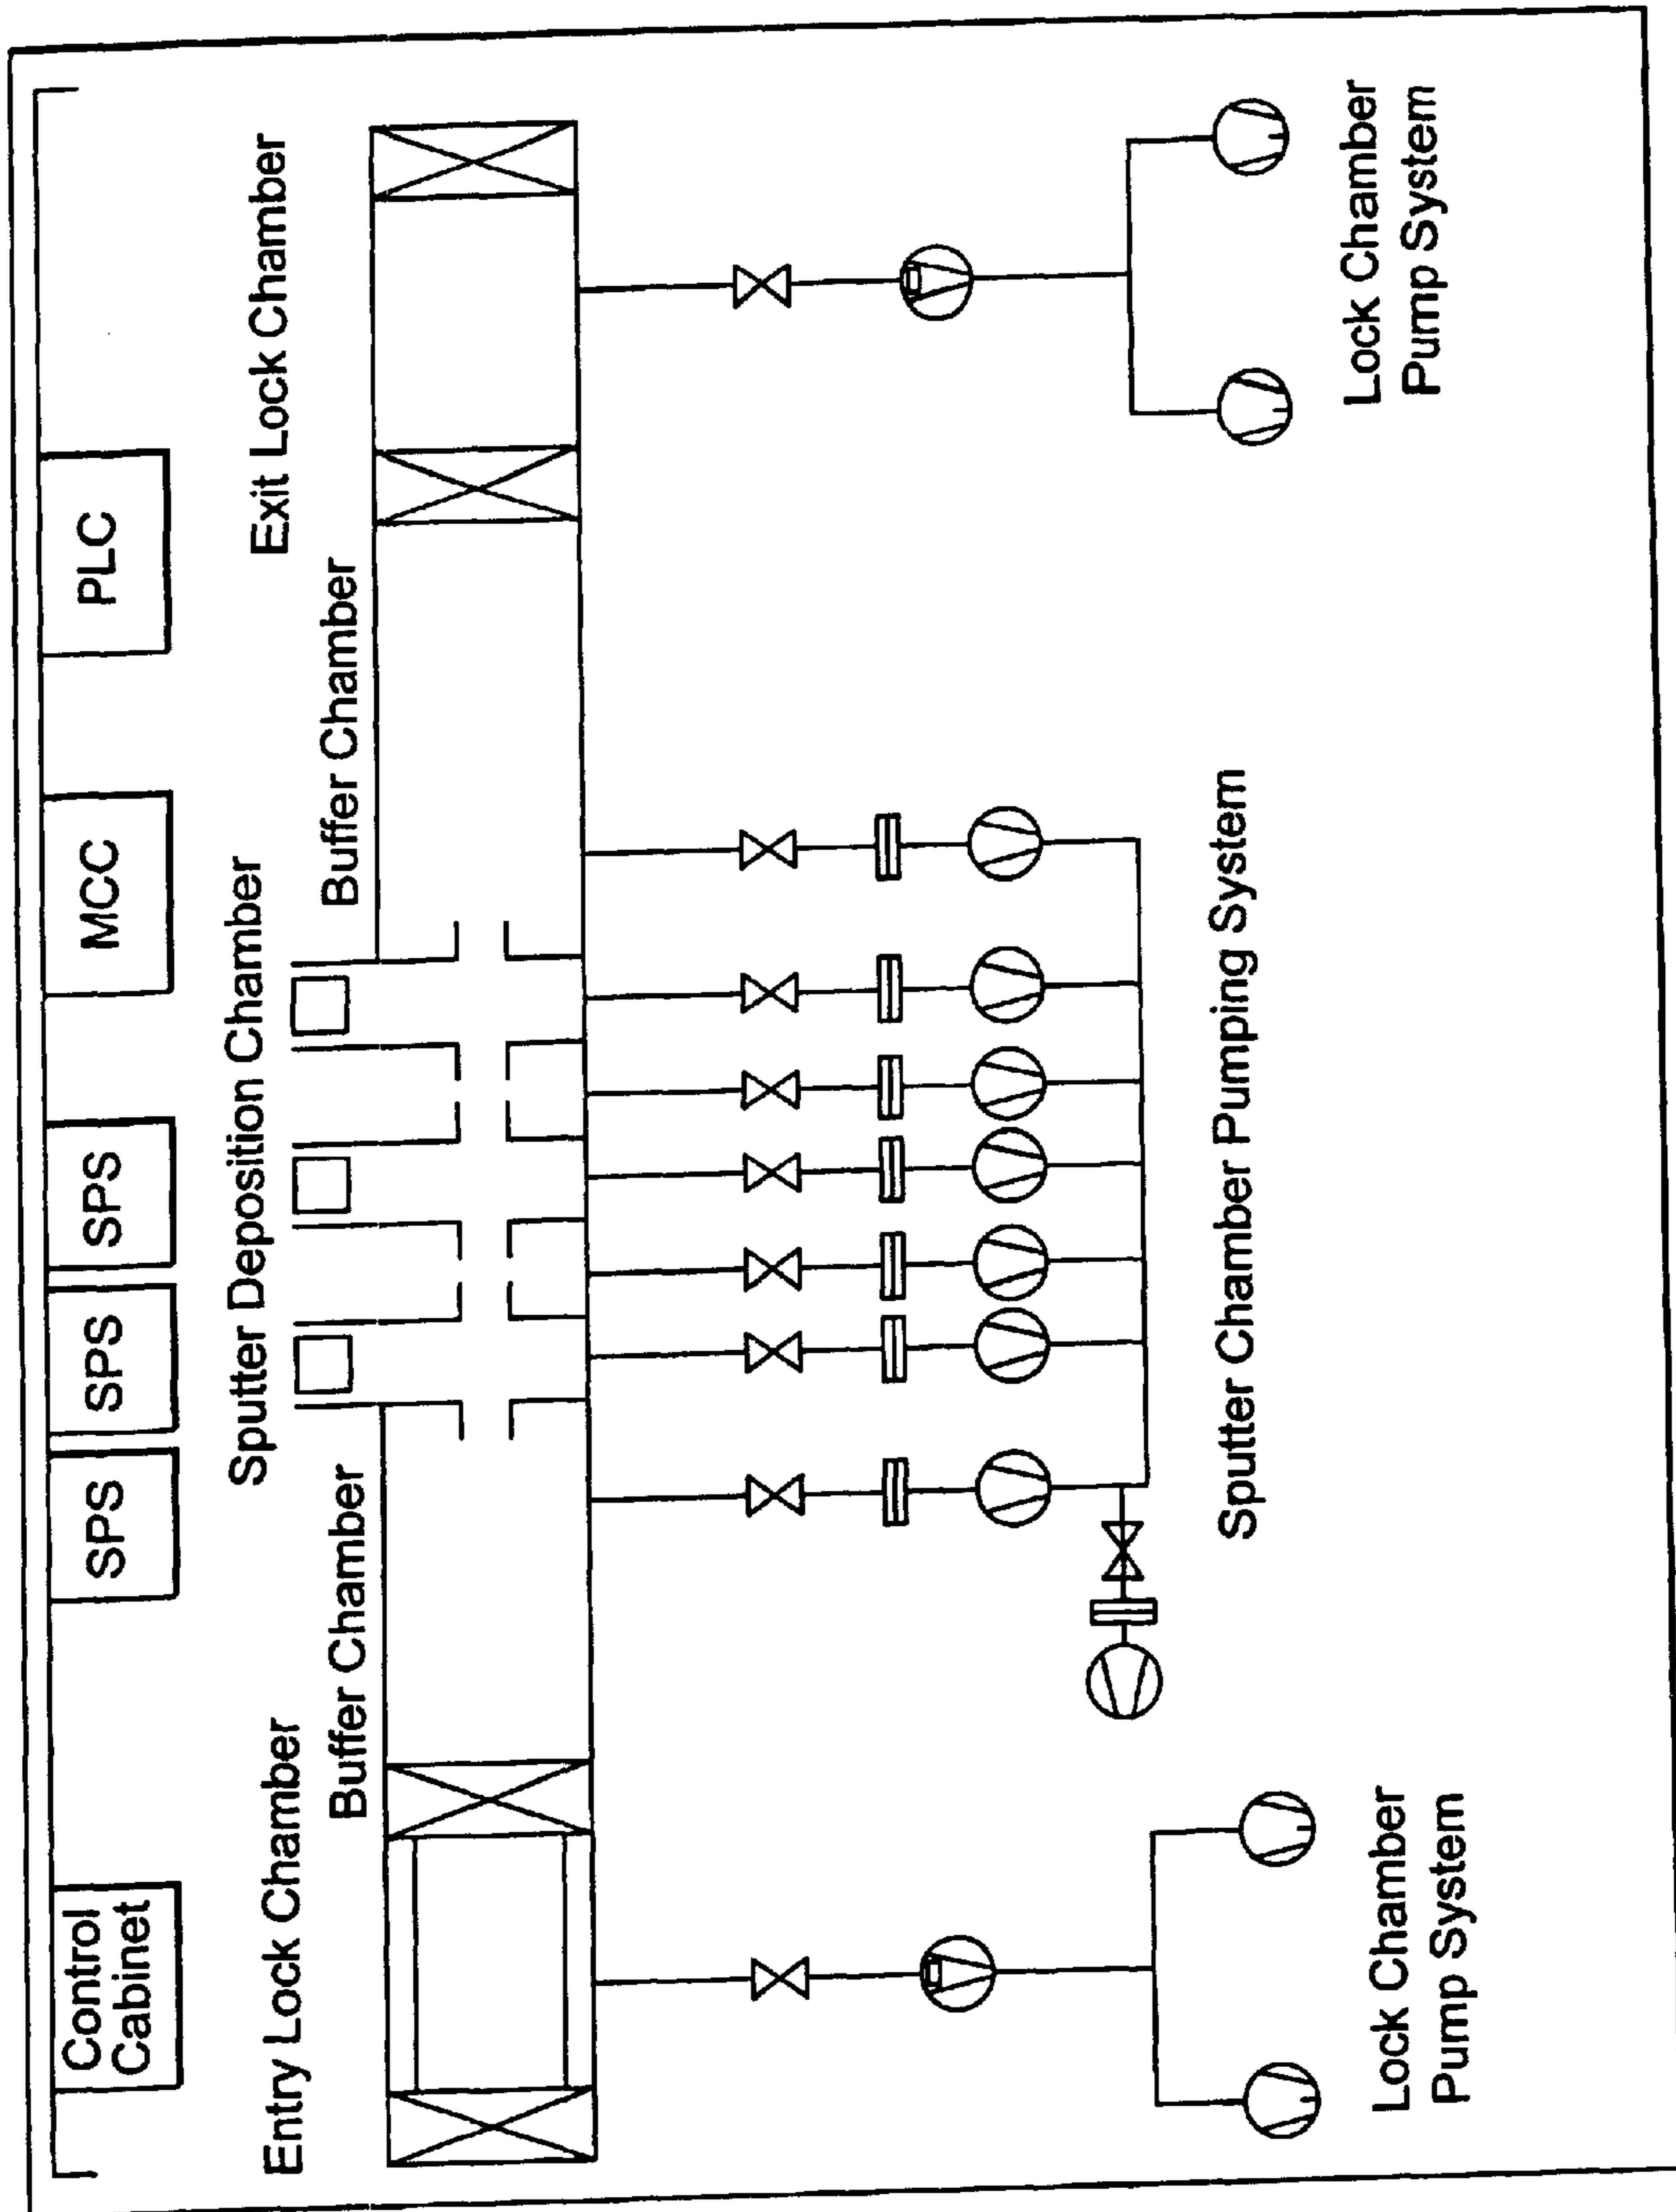 Control
Cabinet
SPS
SPS
SPS
MCC
PLC
Entry Lock Chamber
Sputter Deposition Chamber
Exit Lock Chamber
Buffer Chamber
Buffer Chamber
Sputter Chamber Pumping System
Lock Chamber
Pump System
Lock Chamber
Pump System